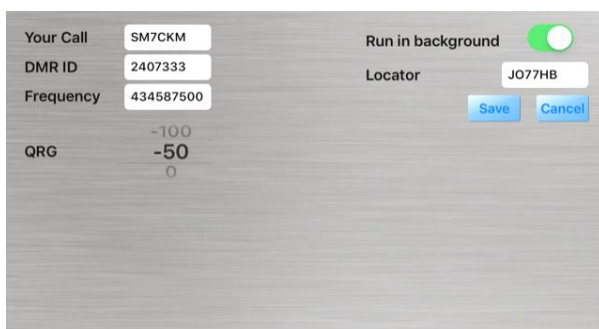 Your Call SM7CKM
DMR ID 2407333
Frequency 434587500
QRG -100
-50
0
Run in background
Locator JO77HB
Save Cancel